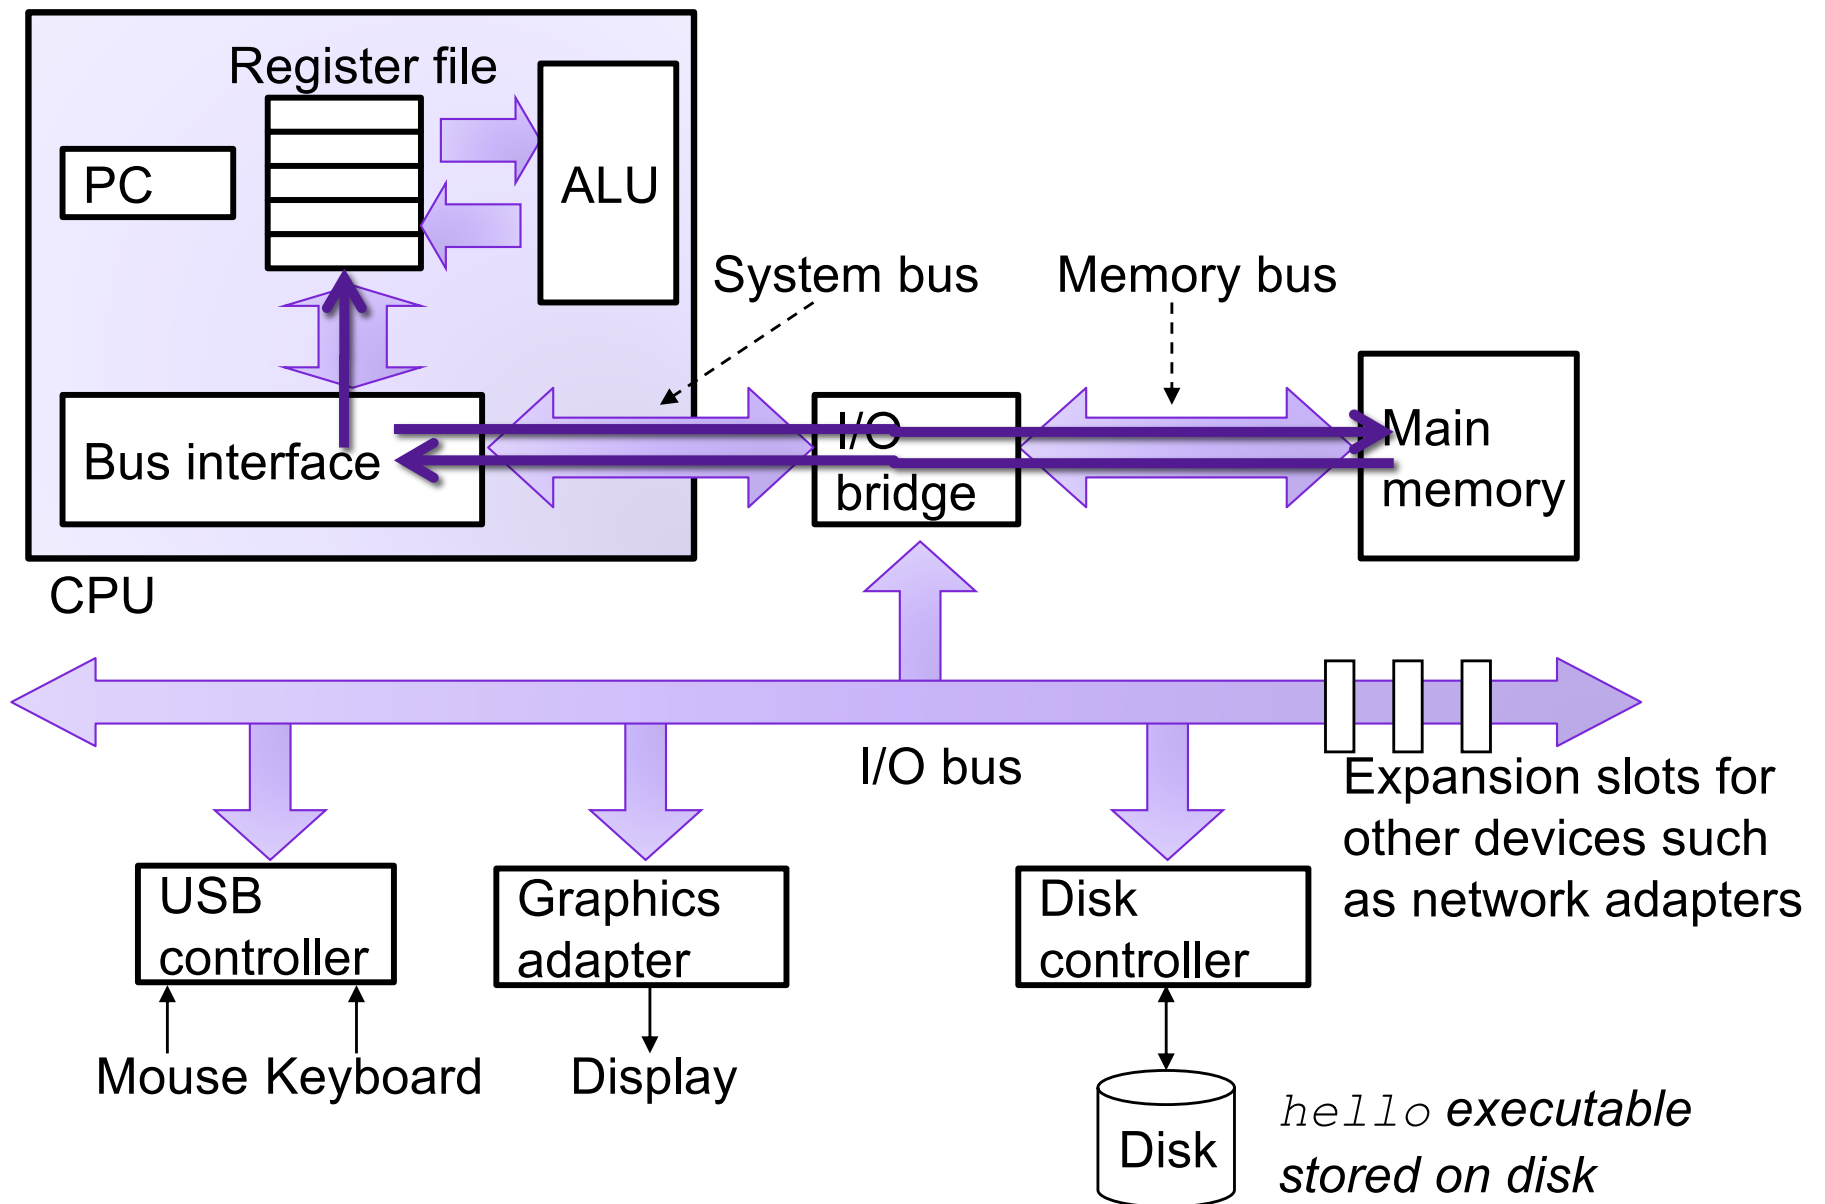 Register file
PC
ALU
System bus
Memory bus
Bus interface
I/O
bridge
Main
memory
CPU
I/O bus
Expansion slots for
other devices such
as network adapters
USB
controller
Graphics
adapter
Disk
controller
Mouse Keyboard
Display
Disk
hello executable
stored on disk